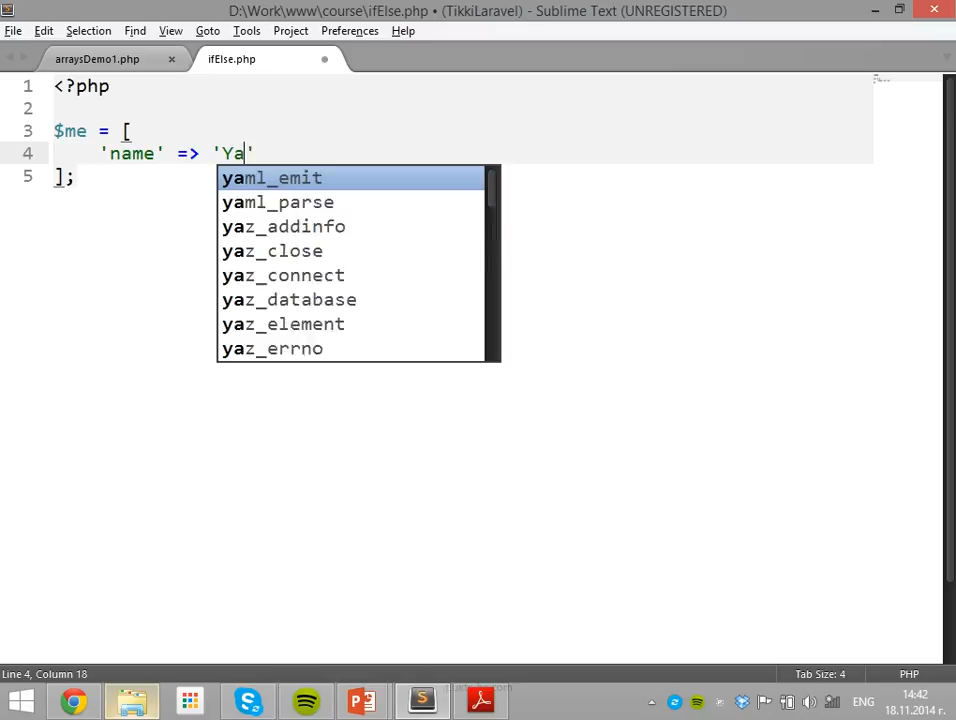 D:\Work\www\course\ifElse.php • (TikkiLaravel) - Sublime Text (UNREGISTERED)
File Edit Selection Find View Goto Tools Project Preferences Help
arraysDemo1.php × ifElse.php
1 <?php
2
3 $me = [
4 'name' => 'Ya'
5 ];
yaml_emit
yaml_parse
yaz_addinfo
yaz_close
yaz_connect
yaz_database
yaz_element
yaz_errno
Line 4, Column 18 Tab Size: 4 PHP
ENG
14:42
18.11.2014 г.